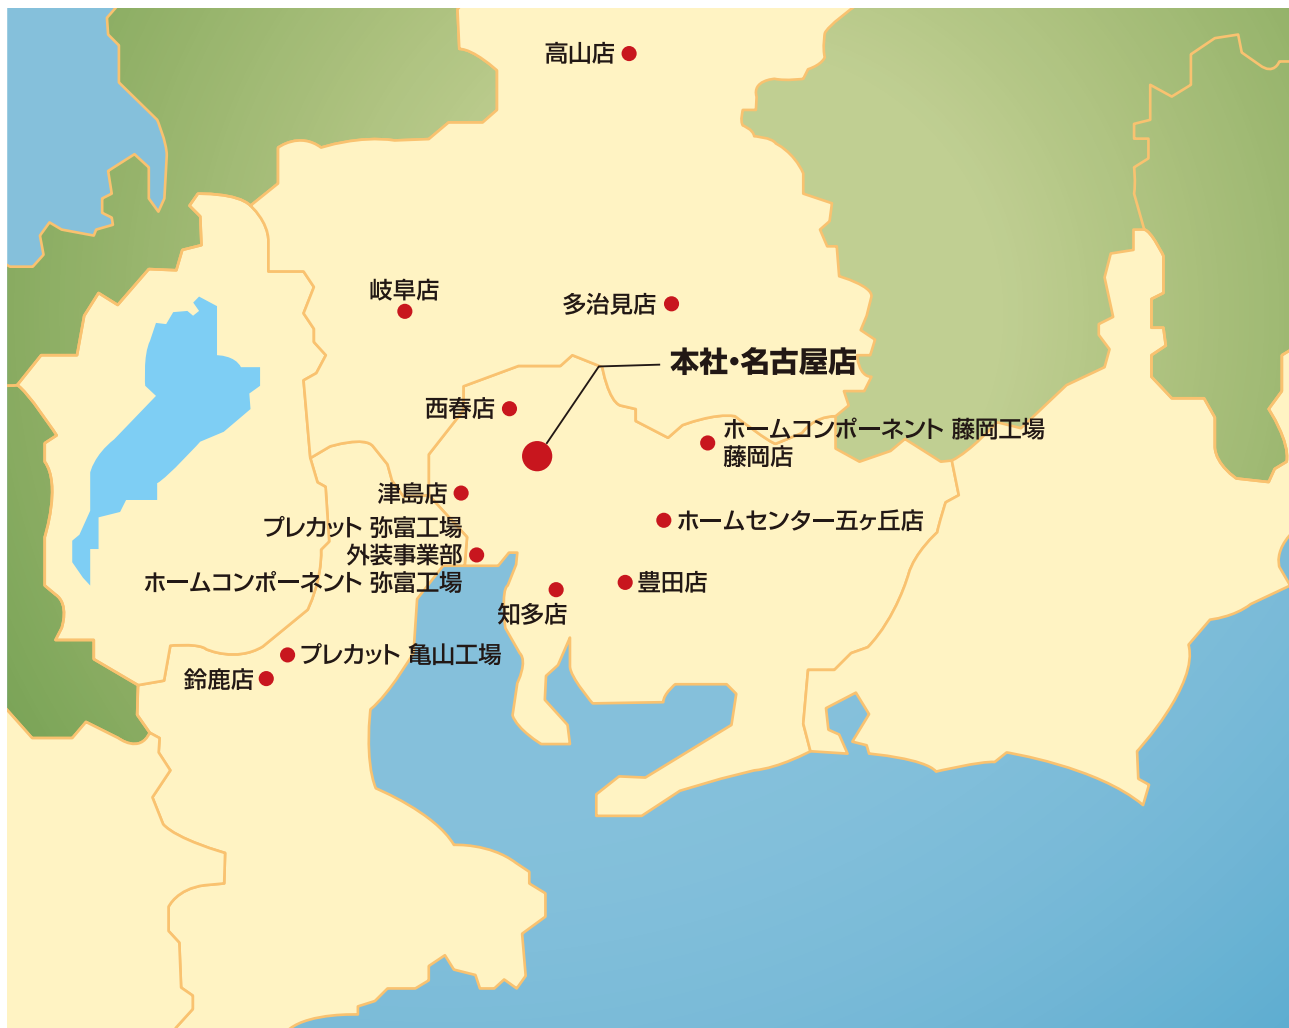 高山店
岐阜店
多治見店
本社・名古屋店
西春店
ホームコンポーネント 藤岡工場
藤岡店
津島店
ホームセンター五ヶ丘店
プレカット 弥富工場
外装事業部
ホームコンポーネント 弥富工場
豊田店
知多店
プレカット 亀山工場
鈴鹿店